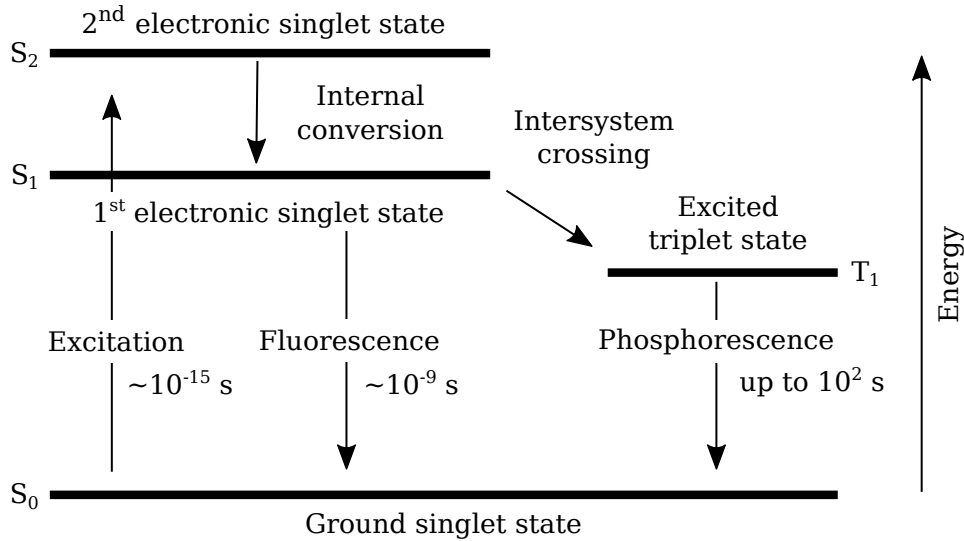 2nd electronic singlet state
S2
Internal
conversion
Intersystem
crossing
S1
1st electronic singlet state
Excited
triplet state
T1
Energy
Excitation
~10-15 s
Fluorescence
~10-9 s
Phosphorescence
up to 102 s
S0
Ground singlet state